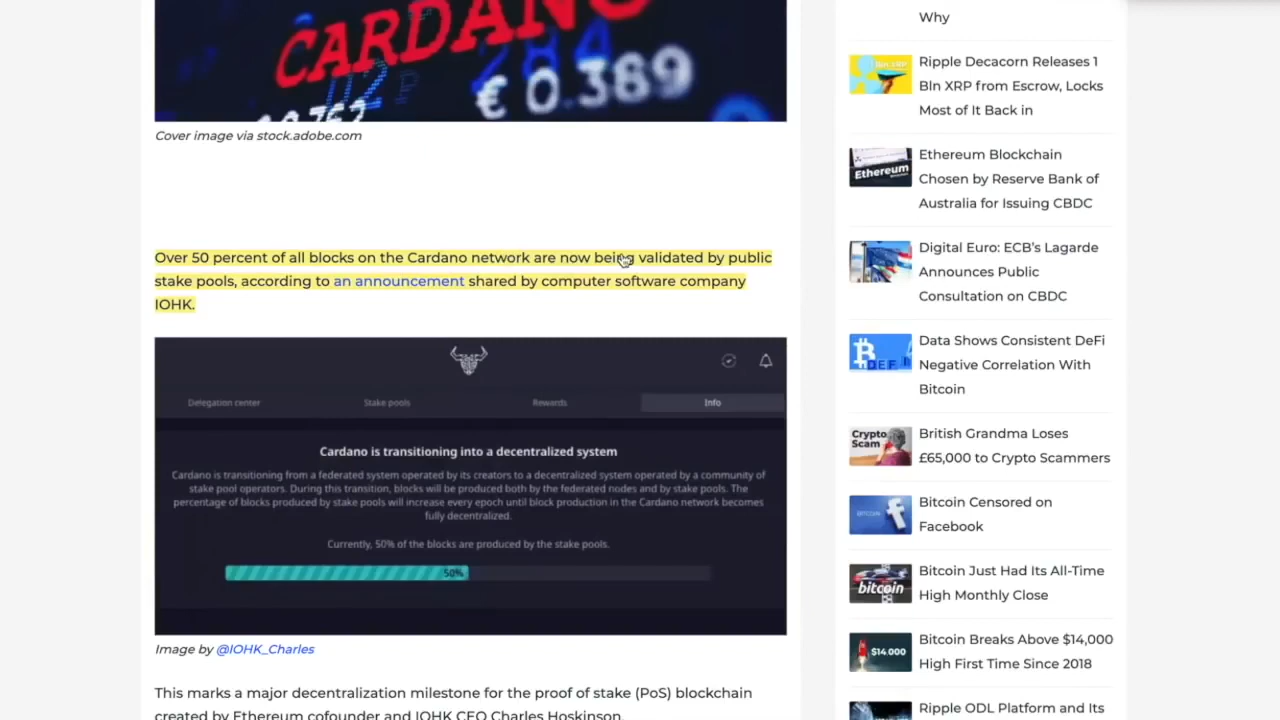 CARDANO
284
€ 0.389
Cover image via stock.adobe.com
Over 50 percent of all blocks on the Cardano network are now being validated by public
stake pools, according to an announcement shared by computer software company
IOHK.
Delegation center
Stake pools
Rewards
Info
Cardano is transitioning into a decentralized system
Cardano is transitioning from a federated system operated by its creators to a decentralized system operated by a community of
stake pool operators. During this transition, blocks will be produced both by the federated nodes and by stake pools. The
percentage of blocks produced by stake pools will increase every epoch until block production in the Cardano network becomes
fully decentralized.
Currently, 50% of the blocks are produced by the stake pools.
50%
Image by @IOHK_Charles
This marks a major decentralization milestone for the proof of stake (PoS) blockchain
created by Ethereum cofounder and IOHK CEO Charles Hoskinson.
Why
Ripple Decacorn Releases 1
Bln XRP from Escrow, Locks
Most of It Back in
Ethereum
Ethereum Blockchain
Chosen by Reserve Bank of
Australia for Issuing CBDC
Digital Euro: ECB's Lagarde
Announces Public
Consultation on CBDC
DEF
Data Shows Consistent DeFi
Negative Correlation With
Bitcoin
Crypto
Scam
British Grandma Loses
£65,000 to Crypto Scammers
BITCOIN
Bitcoin Censored on
Facebook
bitcoin
Bitcoin Just Had Its All-Time
High Monthly Close
$14.000
Bitcoin Breaks Above $14,000
High First Time Since 2018
Ripple ODL Platform and Its